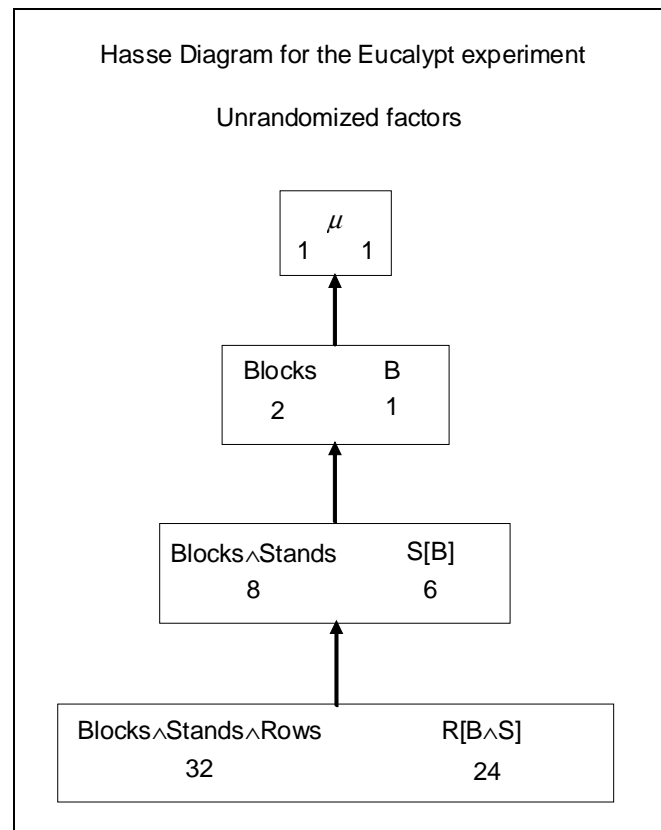 Hasse Diagram for the Eucalypt experiment
Unrandomized factors
μ
1 1
Blocks B
2 1
Blocks∧Stands S[B]
8 6
Blocks∧Stands∧Rows R[B∧S]
32 24